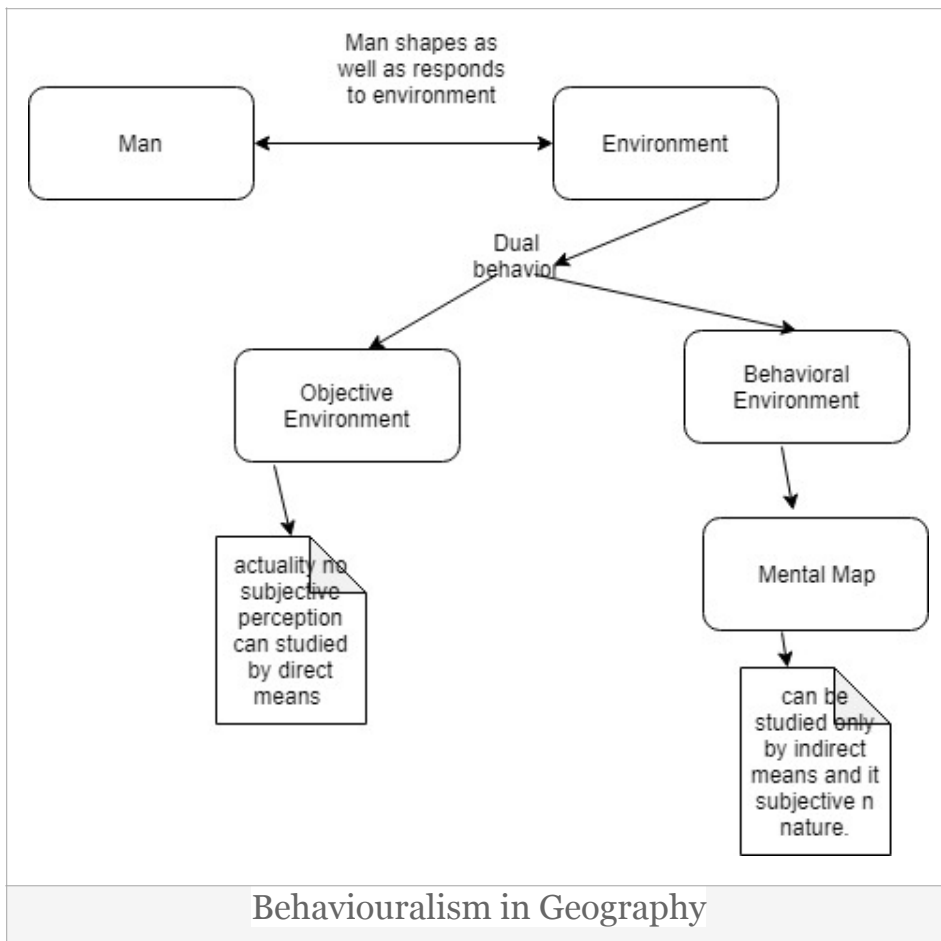 Man shapes as
well as responds
to environment
Man
Environment
Dual
behavior
Objective
Environment
Behavioral
Environment
actuality no
subjective
perception
can studied
by direct
means
Mental Map
can be
studied only
by indirect
means and it
subjective n
nature.
Behaviouralism in Geography